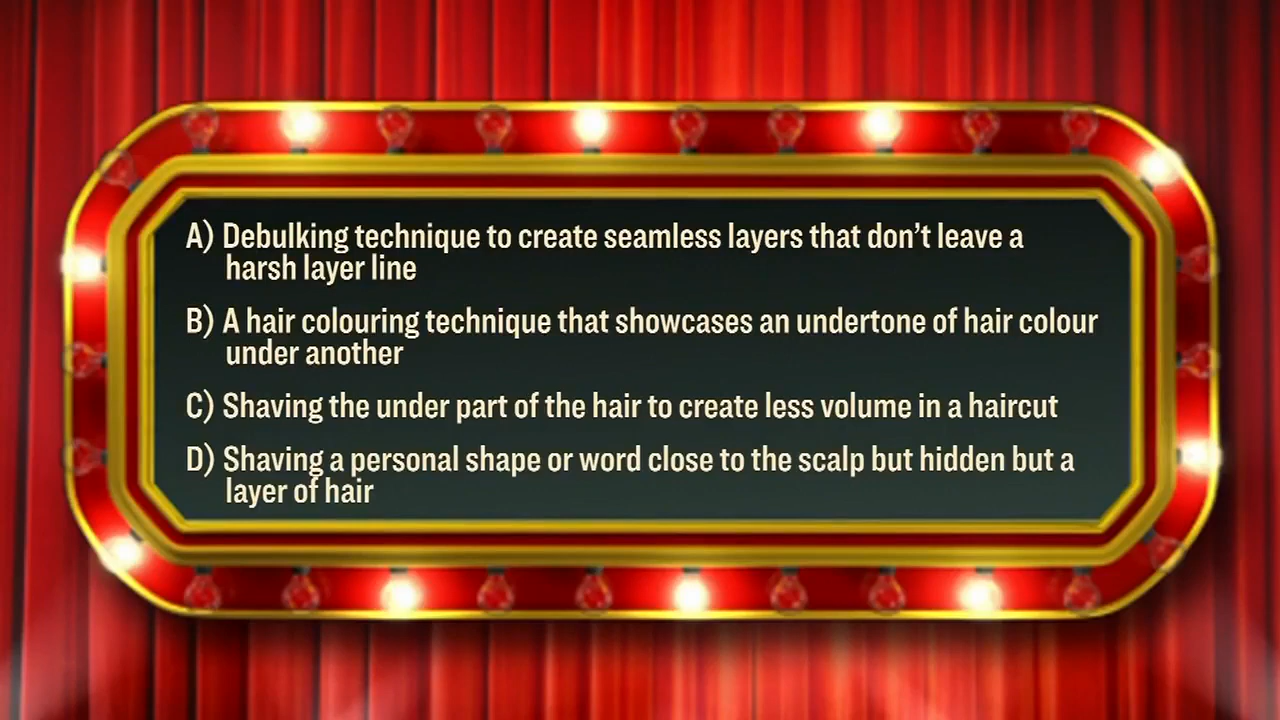 A) Debulking technique to create seamless layers that don’t leave a
harsh layer line
B) A hair colouring technique that showcases an undertone of hair colour
under another
C) Shaving the under part of the hair to create less volume in a haircut
D) Shaving a personal shape or word close to the scalp but hidden but a
layer of hair